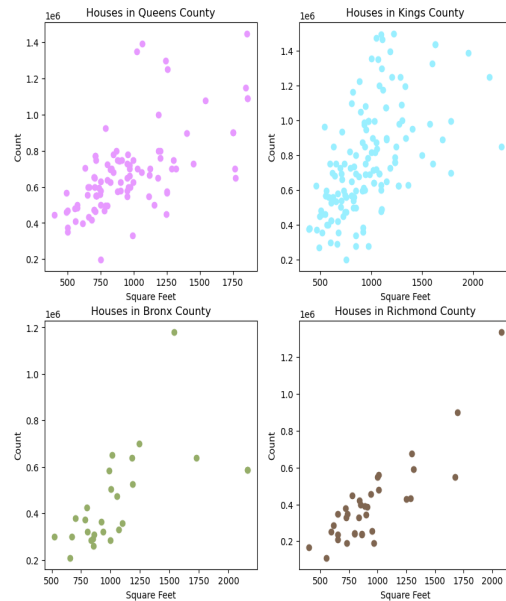 Houses in Queens County
1e6
1.4
1.2
1.0
0.8
0.6
0.4
0.2
Count
500 750 1000 1250 1500 1750
Square Feet
Houses in Kings County
1e6
1.4
1.2
1.0
0.8
0.6
0.4
0.2
Count
500 1000 1500 2000
Square Feet
Houses in Bronx County
1e6
1.2
1.0
0.8
0.6
0.4
0.2
Count
500 750 1000 1250 1500 1750 2000
Square Feet
Houses in Richmond County
1e6
1.2
1.0
0.8
0.6
0.4
0.2
Count
500 750 1000 1250 1500 1750 2000
Square Feet